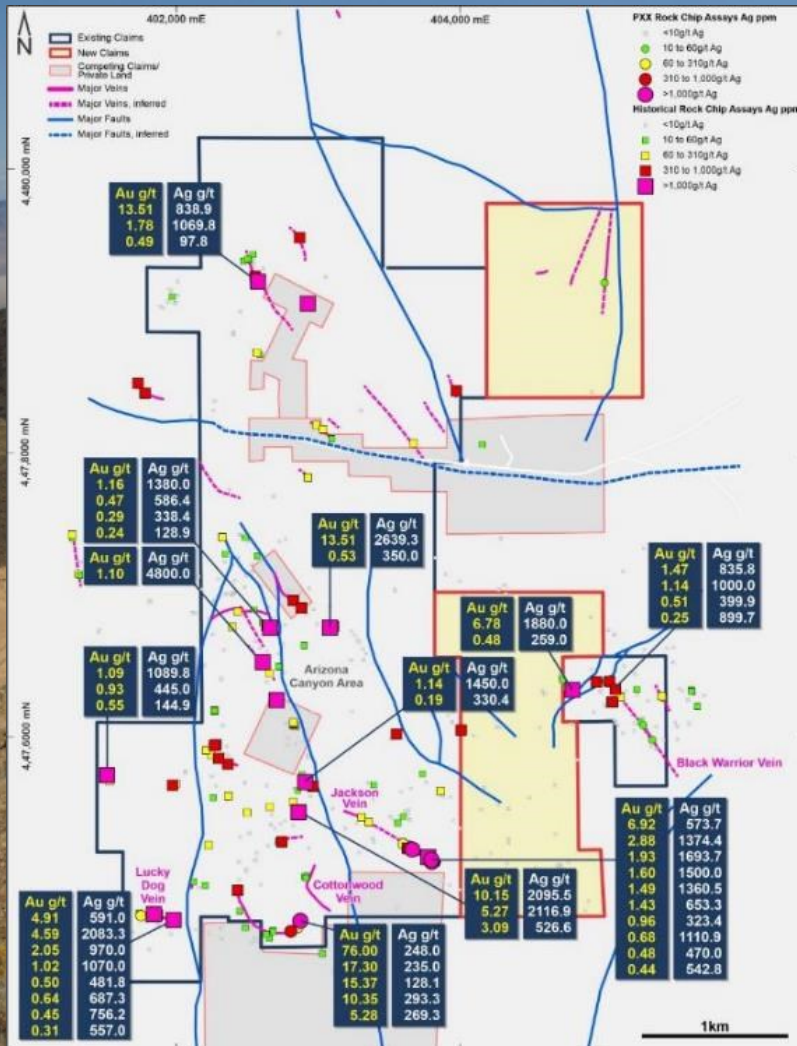 402,000 mE
404,000 mE
N
Existing Claims
New Claims
Competing Claims/
Private Land
Major Veins
Major Veins, inferred
Major Faults
Major Faults, inferred
PXX Rock Chip Assays Ag ppm
<10g/t Ag
10 to 60g/t Ag
60 to 310g/t Ag
310 to 1,000g/t Ag
>1,000g/t Ag
Historical Rock Chip Assays Ag ppm
<10g/t Ag
10 to 60g/t Ag
60 to 310g/t Ag
310 to 1,000g/t Ag
>1,000g/t Ag
4,480,000 mN
Au g/t Ag g/t
13.51 838.9
1.78 1069.8
0.49 97.8
4,47,8000 mN
Au g/t Ag g/t
1.16 1380.0
0.47 586.4
0.29 338.4
0.24 128.9
Au g/t Ag g/t
1.10 4800.0
Au g/t Ag g/t
13.51 2639.3
0.53 350.0
Au g/t Ag g/t
1.47 835.8
1.14 1000.0
0.51 399.9
0.25 899.7
Au g/t Ag g/t
6.78 1880.0
0.48 259.0
Arizona
Canyon Area
Au g/t Ag g/t
1.14 1450.0
0.19 330.4
Au g/t Ag g/t
1.09 1089.8
0.93 445.0
0.55 144.9
4,47,6000 mN
Black Warrior Vein
Jackson
Vein
Au g/t Ag g/t
6.92 573.7
2.88 1374.4
1.93 1693.7
1.60 1500.0
1.49 1360.5
1.43 653.3
0.96 323.4
0.68 1110.9
0.48 470.0
0.44 542.8
Lucky
Dog
Vein
Cottonwood
Vein
Au g/t Ag g/t
10.15 2095.5
5.27 2116.9
3.09 526.6
Au g/t Ag g/t
4.91 591.0
4.59 2083.3
2.05 970.0
1.02 1070.0
0.50 481.8
0.64 687.3
0.45 756.2
0.31 557.0
Au g/t Ag g/t
76.00 248.0
17.30 235.0
15.37 128.1
10.35 293.3
5.28 269.3
1km